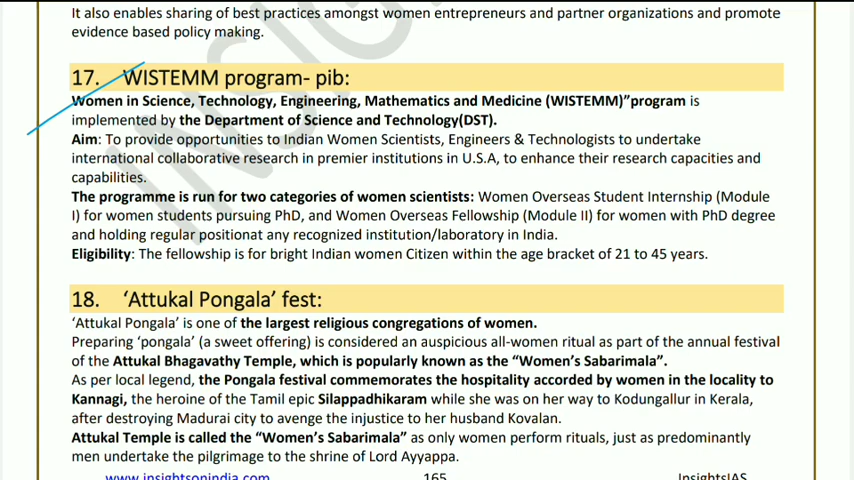 It also enables sharing of best practices amongst women entrepreneurs and partner organizations and promote
evidence based policy making.
17. WISTEMM program- pib:
Women in Science, Technology, Engineering, Mathematics and Medicine (WISTEMM)”program is
implemented by the Department of Science and Technology(DST).
Aim: To provide opportunities to Indian Women Scientists, Engineers & Technologists to undertake
international collaborative research in premier institutions in U.S.A, to enhance their research capacities and
capabilities.
The programme is run for two categories of women scientists: Women Overseas Student Internship (Module
I) for women students pursuing PhD, and Women Overseas Fellowship (Module II) for women with PhD degree
and holding regular positionat any recognized institution/laboratory in India.
Eligibility: The fellowship is for bright Indian women Citizen within the age bracket of 21 to 45 years.
18. ‘Attukal Pongala’ fest:
‘Attukal Pongala’ is one of the largest religious congregations of women.
Preparing ‘pongala’ (a sweet offering) is considered an auspicious all-women ritual as part of the annual festival
of the Attukal Bhagavathy Temple, which is popularly known as the “Women’s Sabarimala”.
As per local legend, the Pongala festival commemorates the hospitality accorded by women in the locality to
Kannagi, the heroine of the Tamil epic Silappadhikaram while she was on her way to Kodungallur in Kerala,
after destroying Madurai city to avenge the injustice to her husband Kovalan.
Attukal Temple is called the “Women’s Sabarimala” as only women perform rituals, just as predominantly
men undertake the pilgrimage to the shrine of Lord Ayyappa.
www.insightsonindia.com 165 InsightsIAS